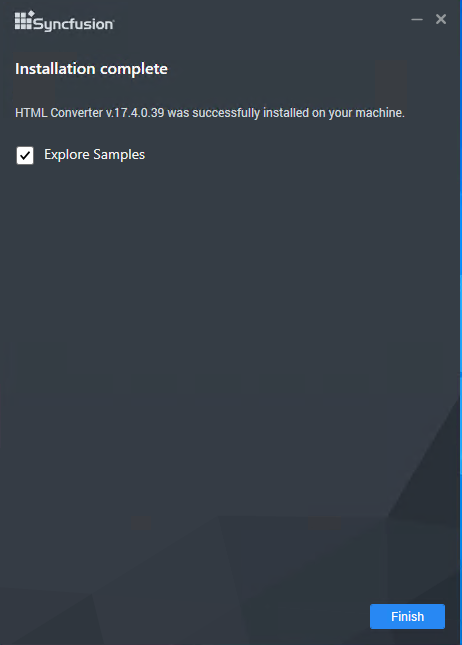 Syncfusion
Installation complete
HTML Converter v.17.4.0.39 was successfully installed on your machine.
Explore Samples
Finish